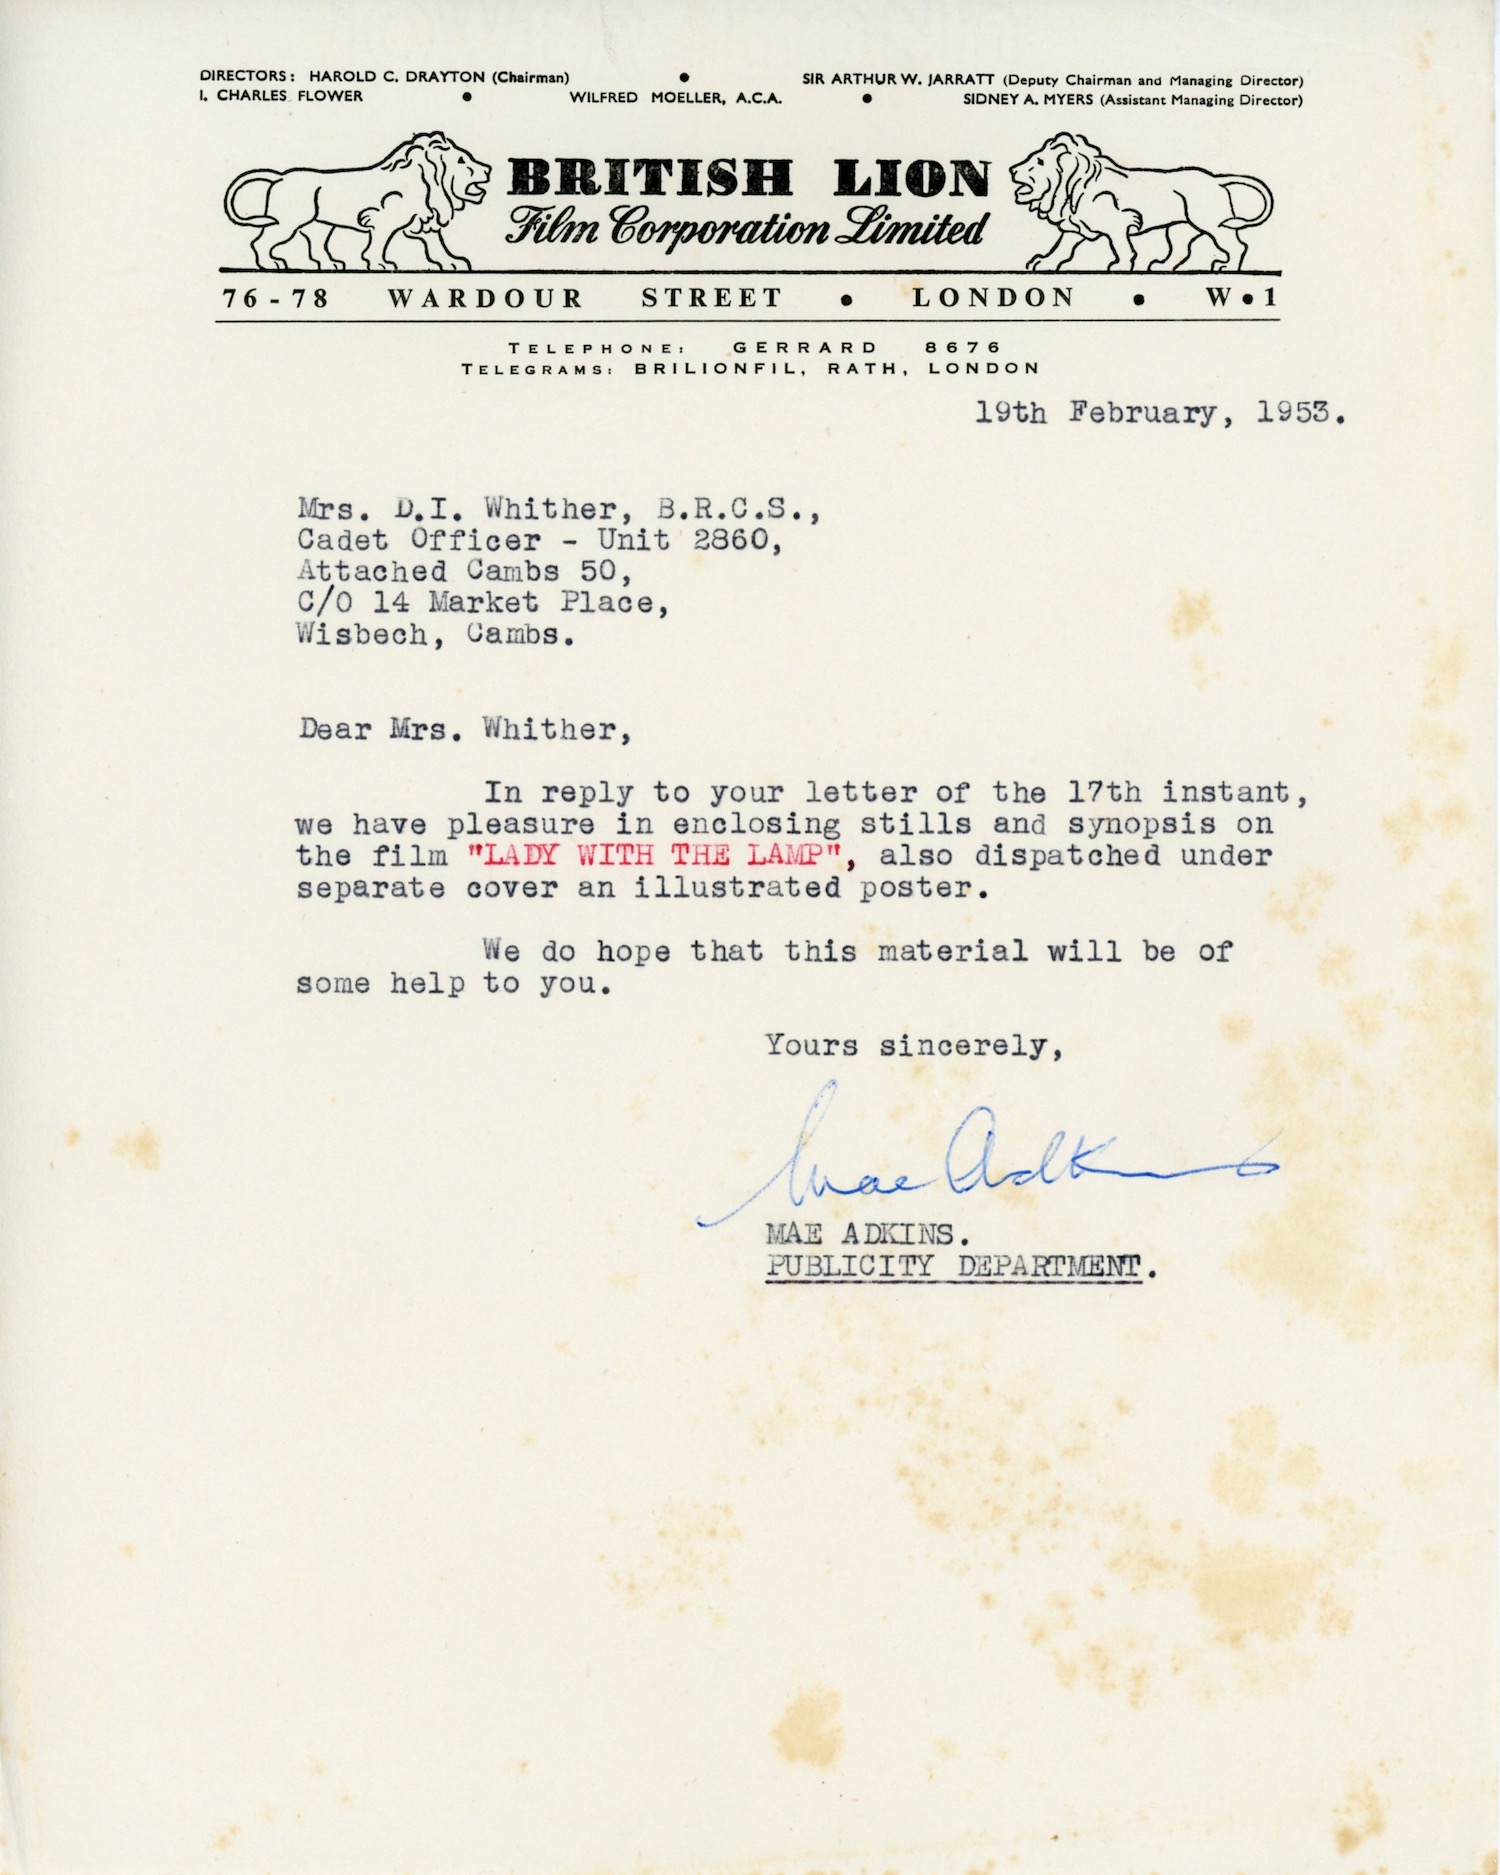 DIRECTORS: HAROLD C. DRAYTON (Chairman) • SIR ARTHUR W. JARRATT (Deputy Chairman and Managing Director)
I. CHARLES FLOWER • WILFRED MOELLER, A.C.A. • SIDNEY A. MYERS (Assistant Managing Director)
BRITISH LION
Film Corporation Limited
76-78 WARDOUR STREET • LONDON • W•1
TELEPHONE: GERRARD 8676
TELEGRAMS: BRILIONFIL, RATH, LONDON
19th February, 1953.
Mrs. D.I. Whither, B.R.C.S.,
Cadet Officer - Unit 2860,
Attached Cambs 50,
C/O 14 Market Place,
Wisbech, Cambs.
Dear Mrs. Whither,
In reply to your letter of the 17th instant,
we have pleasure in enclosing stills and synopsis on
the film "LADY WITH THE LAMP", also dispatched under
separate cover an illustrated poster.
We do hope that this material will be of
some help to you.
Yours sincerely,
Mae Adkins
MAE ADKINS.
PUBLICITY DEPARTMENT.